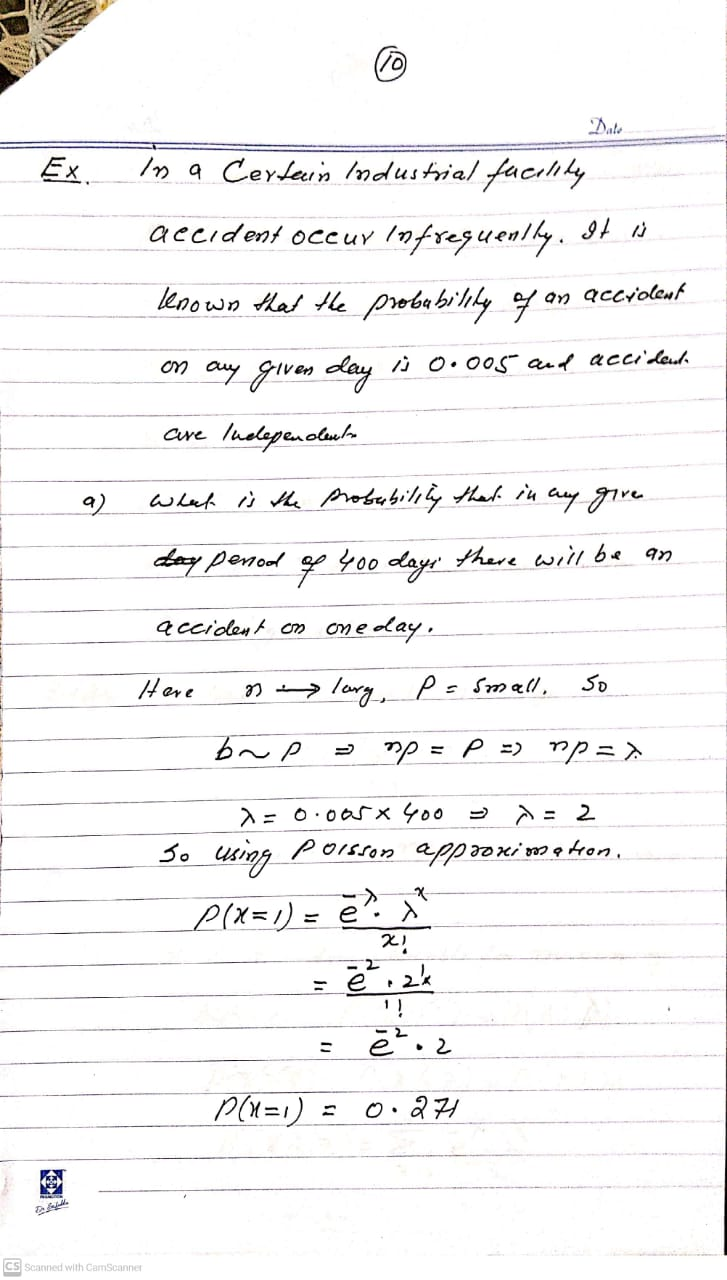 10
Date
Ex. In a Certain Industrial facility
accident occur Infrequently. It is
known that the probability of an accident
on any given day is 0.005 and accident
are Independent.
a) What is the probability that in any give
day period of 400 days there will be an
accident on one day.
Here n → larg, P = small. So
b ~ P ⇒ np = P ⇒ np = λ
λ = 0.005 x 400 ⇒ λ = 2
So using Poisson approximation.
P(X=1) = e^-λ . λ^x / x!
= e^-2 . 2^1 / 1!
= e^-2 . 2
P(X=1) = 0.271
CS Scanned with CamScanner